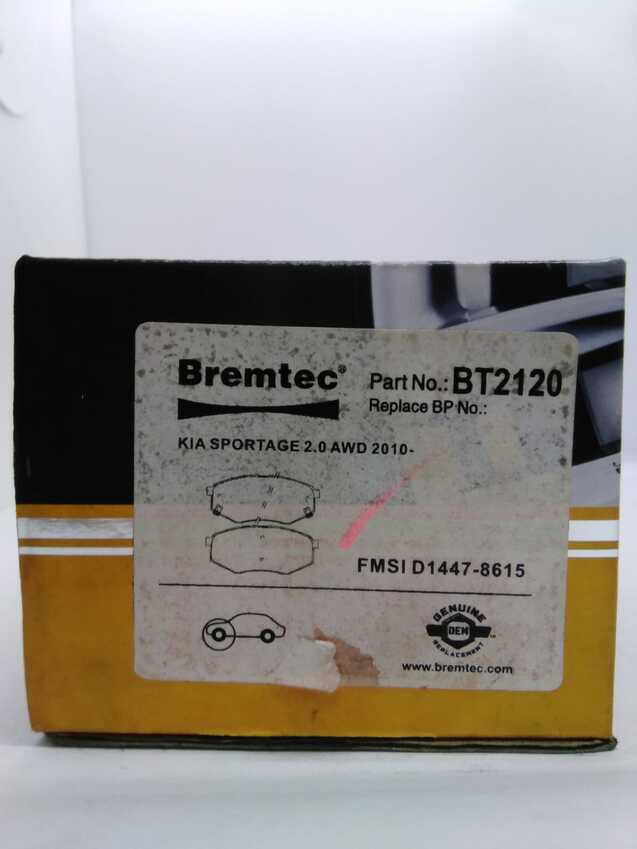 Bremtec®
Part No.: BT2120
Replace BP No.:
KIA SPORTAGE 2.0 AWD 2010-
FMSI D1447-8615
GENUINE
OEM
REPLACEMENT
www.bremtec.com